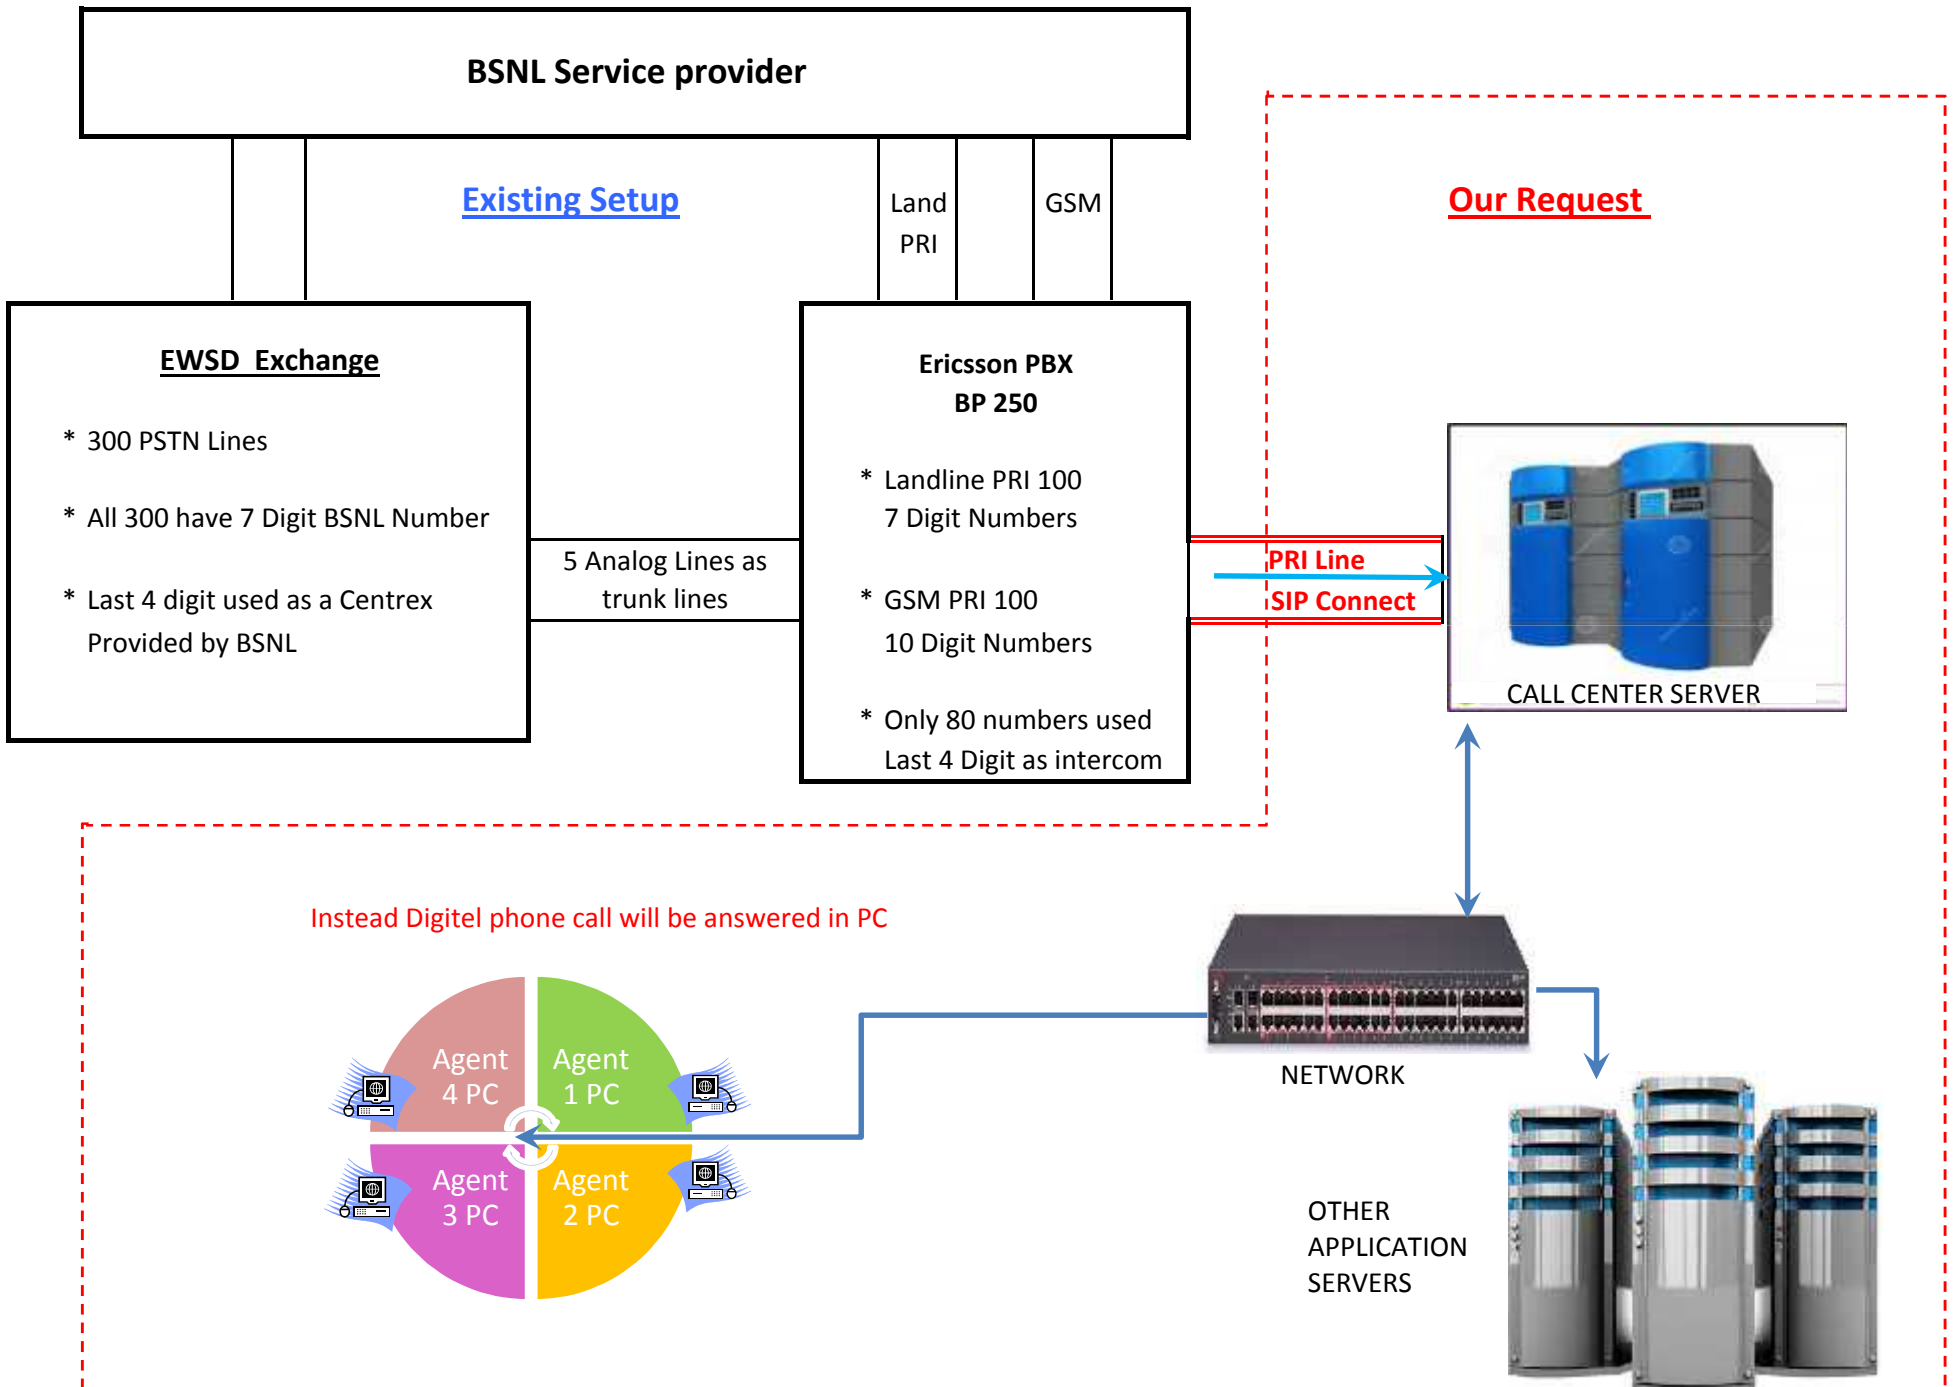 BSNL Service provider
Existing Setup
Land
PRI
GSM
Our Request
EWSD  Exchange
* 300 PSTN Lines
* All 300 have 7 Digit BSNL Number
* Last 4 digit used as a Centrex
Provided by BSNL
5 Analog Lines as
trunk lines
Ericsson PBX
BP 250
* Landline PRI 100
7 Digit Numbers
* GSM PRI 100
10 Digit Numbers
* Only 80 numbers used
Last 4 Digit as intercom
PRI Line
SIP Connect
CALL CENTER SERVER
Instead Digitel phone call will be answered in PC
Agent
4 PC
Agent
1 PC
Agent
3 PC
Agent
2 PC
NETWORK
OTHER
APPLICATION
SERVERS